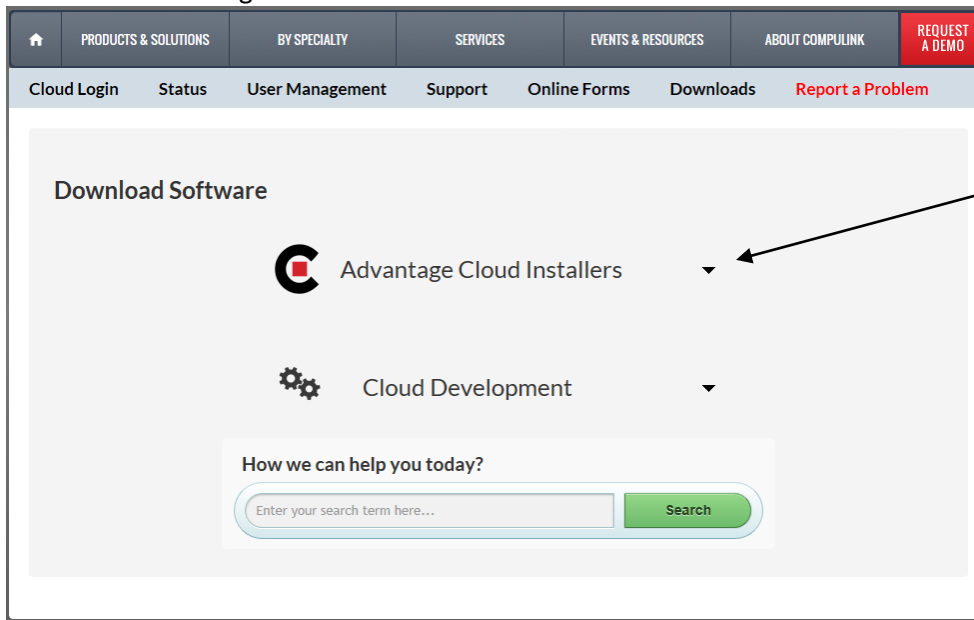 PRODUCTS & SOLUTIONS BY SPECIALTY SERVICES EVENTS & RESOURCES ABOUT COMPULINK REQUEST A DEMO
Cloud Login Status User Management Support Online Forms Downloads Report a Problem
Download Software
Advantage Cloud Installers
Cloud Development
How we can help you today?
Enter your search term here... Search